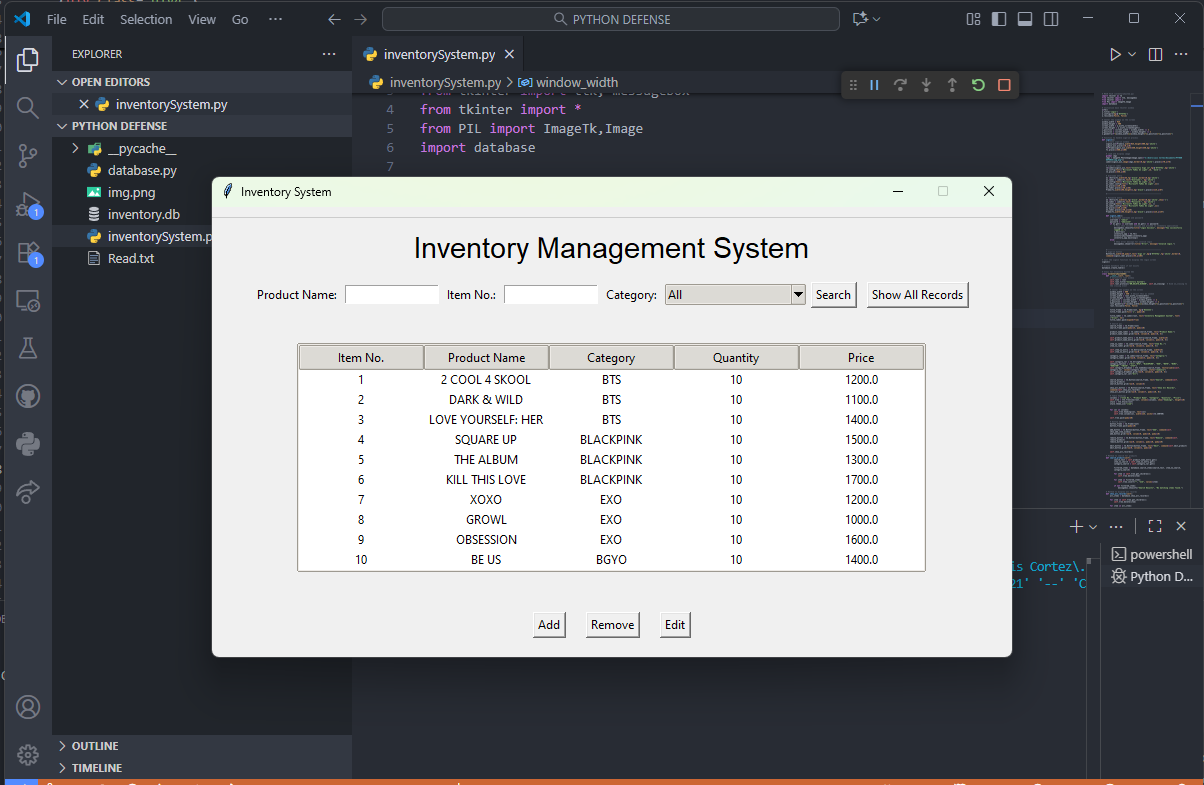 File Edit Selection View Go ··· PYTHON DEFENSE
EXPLORER ···
OPEN EDITORS
inventorySystem.py
PYTHON DEFENSE
__pycache__
database.py
img.png
inventory.db
inventorySystem.p
Read.txt
OUTLINE
TIMELINE
1
1
inventorySystem.py
inventorySystem.py > window_width
4 from tkinter import *
5 from PIL import ImageTk,Image
6 import database
7
Inventory System
Inventory Management System
Product Name: Item No.: Category: All Search Show All Records
Item No. Product Name Category Quantity Price
1 2 COOL 4 SKOOL BTS 10 1200.0
2 DARK & WILD BTS 10 1100.0
3 LOVE YOURSELF: HER BTS 10 1400.0
4 SQUARE UP BLACKPINK 10 1500.0
5 THE ALBUM BLACKPINK 10 1300.0
6 KILL THIS LOVE BLACKPINK 10 1700.0
7 XOXO EXO 10 1200.0
8 GROWL EXO 10 1000.0
9 OBSESSION EXO 10 1600.0
10 BE US BGYO 10 1400.0
Add Remove Edit
is Cortez\.
21' '--' 'C
powershell
Python D...